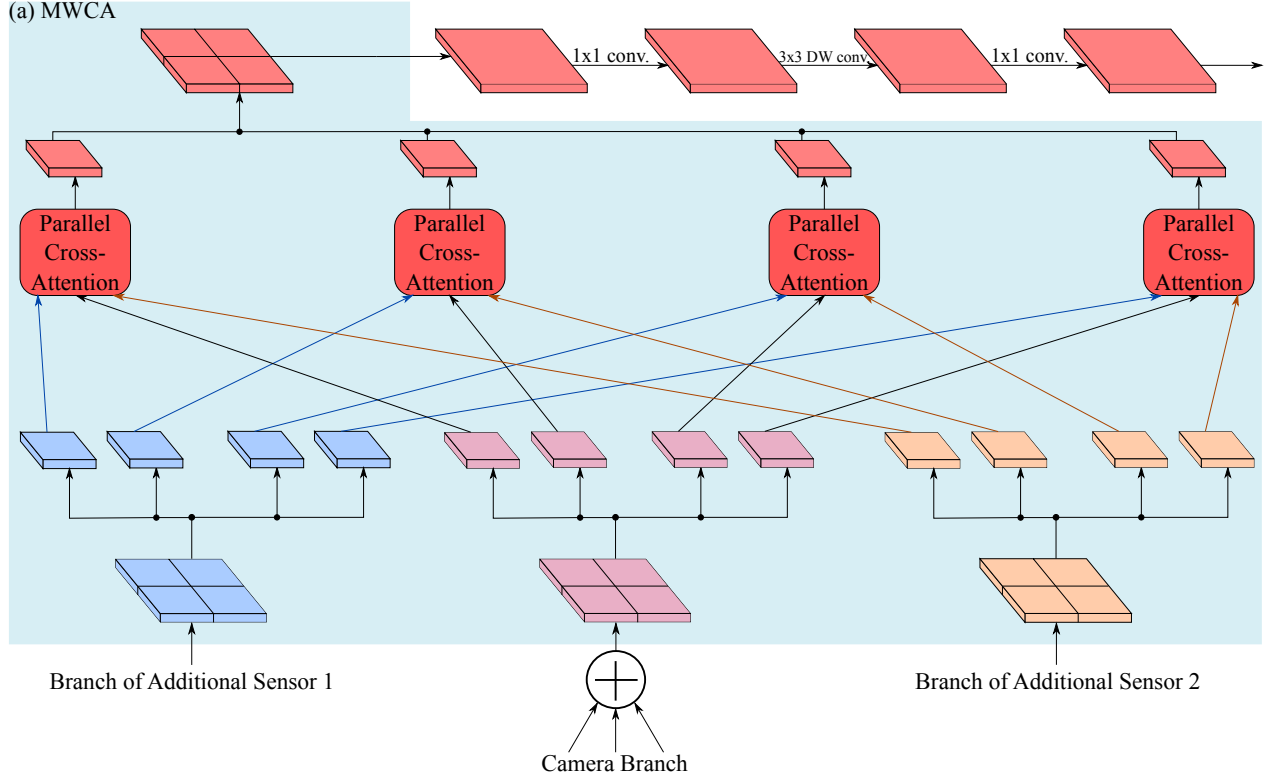 (a) MWCA
1x1 conv.
3x3 DW conv.
1x1 conv.
Parallel
Cross-
Attention
Parallel
Cross-
Attention
Parallel
Cross-
Attention
Parallel
Cross-
Attention
Branch of Additional Sensor 1
Branch of Additional Sensor 2
Camera Branch